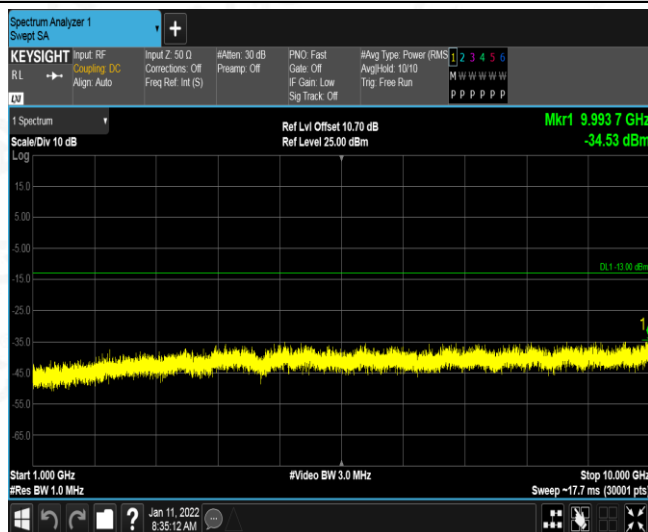 Spectrum Analyzer 1
Swept SA
KEYSIGHT
RL
LXI
Input: RF
Coupling: DC
Align: Auto
Input Z: 50 Ω
Corrections: Off
Freq Ref: Int (S)
#Atten: 30 dB
Preamp: Off
PNO: Fast
Gate: Off
IF Gain: Low
Sig Track: Off
#Avg Type: Power (RMS
Avg|Hold: 10/10
Trig: Free Run
1 2 3 4 5 6
M W W W W W
P P P P P P
1 Spectrum
Scale/Div 10 dB
Log
Ref Lvl Offset 10.70 dB
Ref Level 25.00 dBm
Mkr1 9.993 7 GHz
-34.53 dBm
15.0
5.00
-5.00
-15.0
DL1 -13.00 dBm
-25.0
1
-35.0
-45.0
-55.0
-65.0
Start 1.000 GHz
#Res BW 1.0 MHz
#Video BW 3.0 MHz
Stop 10.000 GHz
Sweep ~17.7 ms (30001 pts)
?
Jan 11, 2022
8:35:12 AM